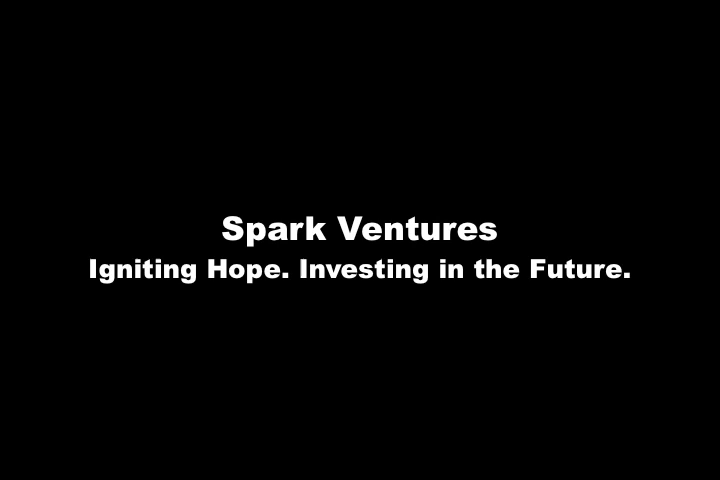 Spark Ventures
Igniting Hope. Investing in the Future.